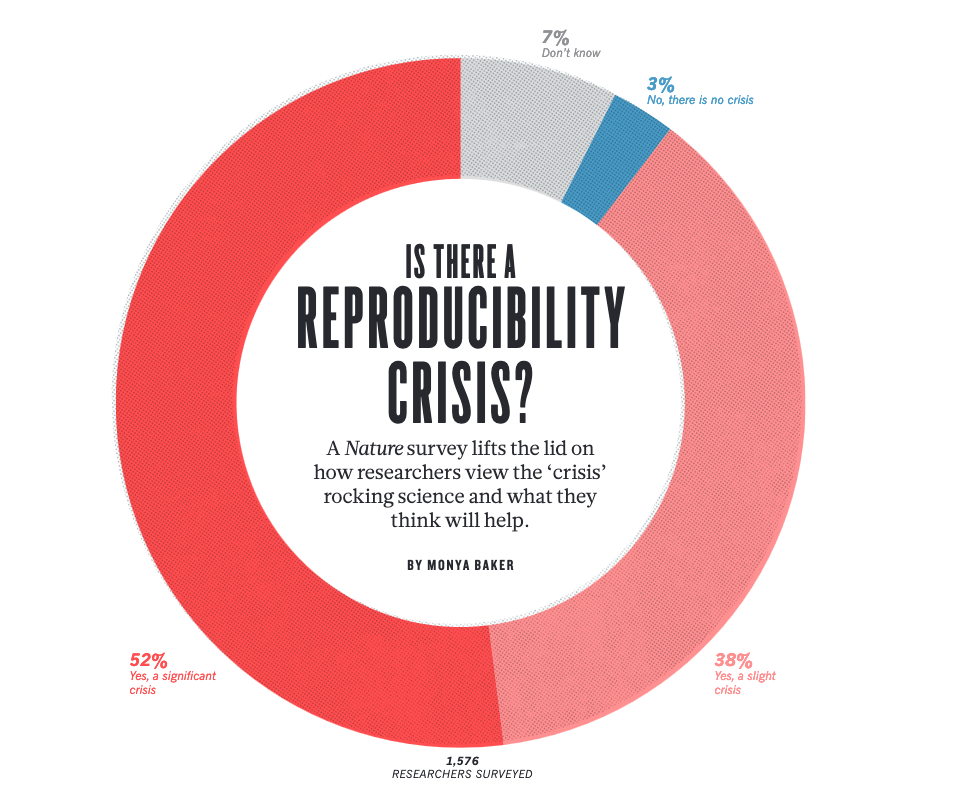 7%
Don't know
3%
No, there is no crisis
IS THERE A
REPRODUCIBILITY
CRISIS?
A Nature survey lifts the lid on
how researchers view the ‘crisis’
rocking science and what they
think will help.
BY MONYA BAKER
52%
Yes, a significant
crisis
38%
Yes, a slight
crisis
1,576
RESEARCHERS SURVEYED